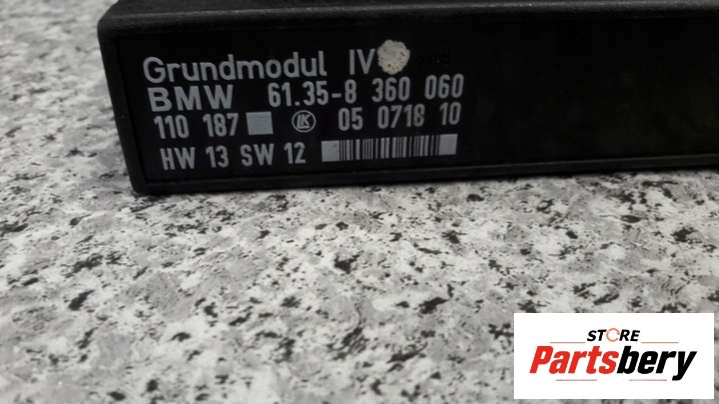 Grundmodul IV
BMW 61.35-8 360 060
110 187 LK 05 0718 10
HW 13 SW 12
STORE
Partsbery